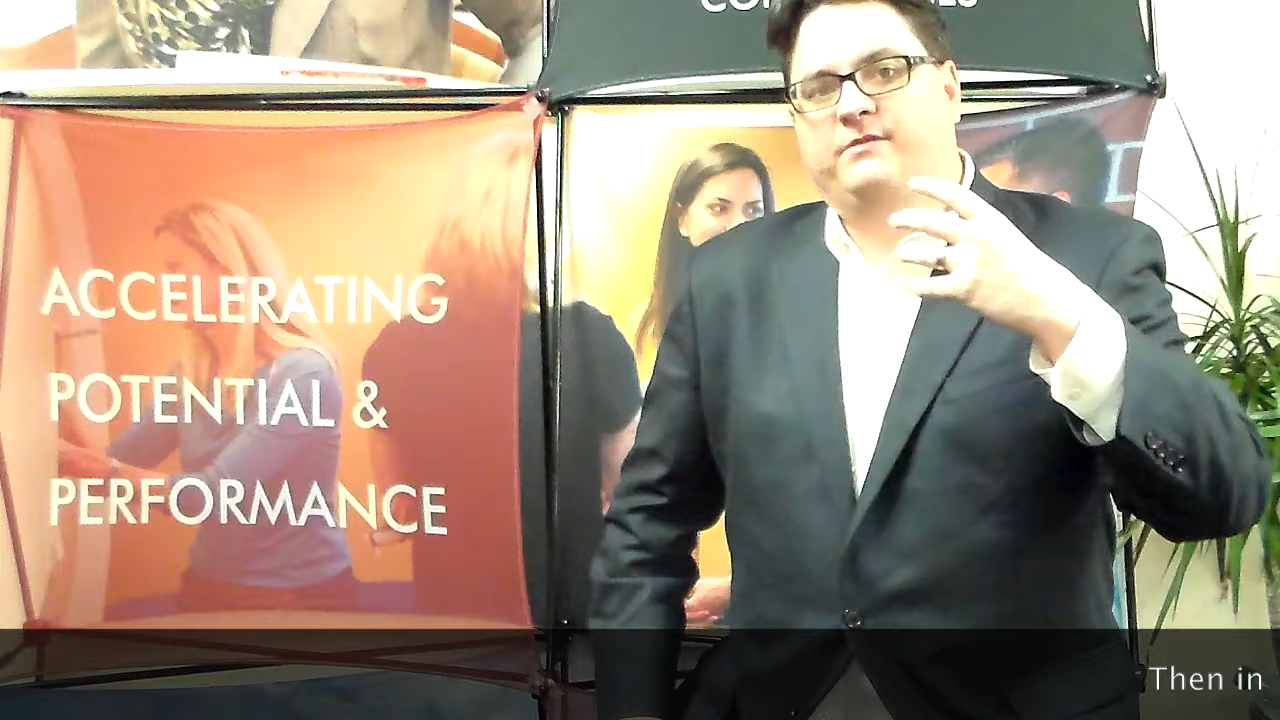 ACCELERATING
POTENTIAL &
PERFORMANCE
Then in